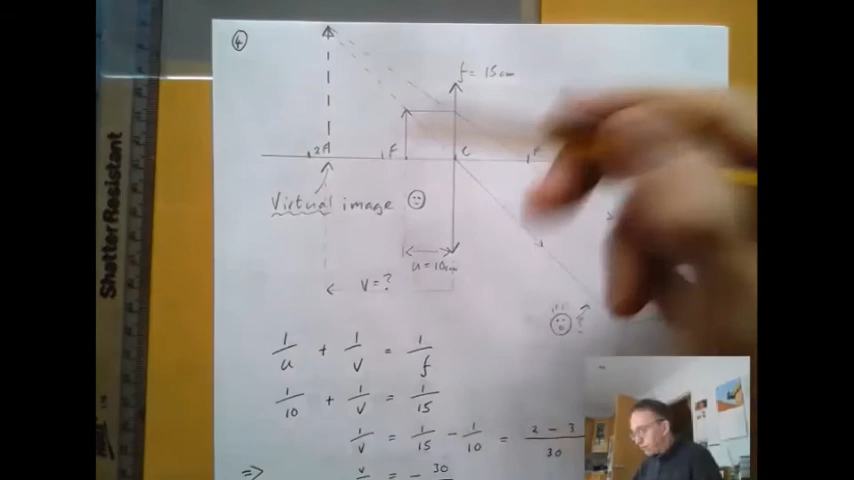 4
f = 15cm
2F F C F
Virtual image
u = 10cm
v = ?
?
1/u + 1/v = 1/f
1/10 + 1/v = 1/15
1/v = 1/15 - 1/10 = 2 - 3/30
=> v/ = - 30/
Shatter Resistant